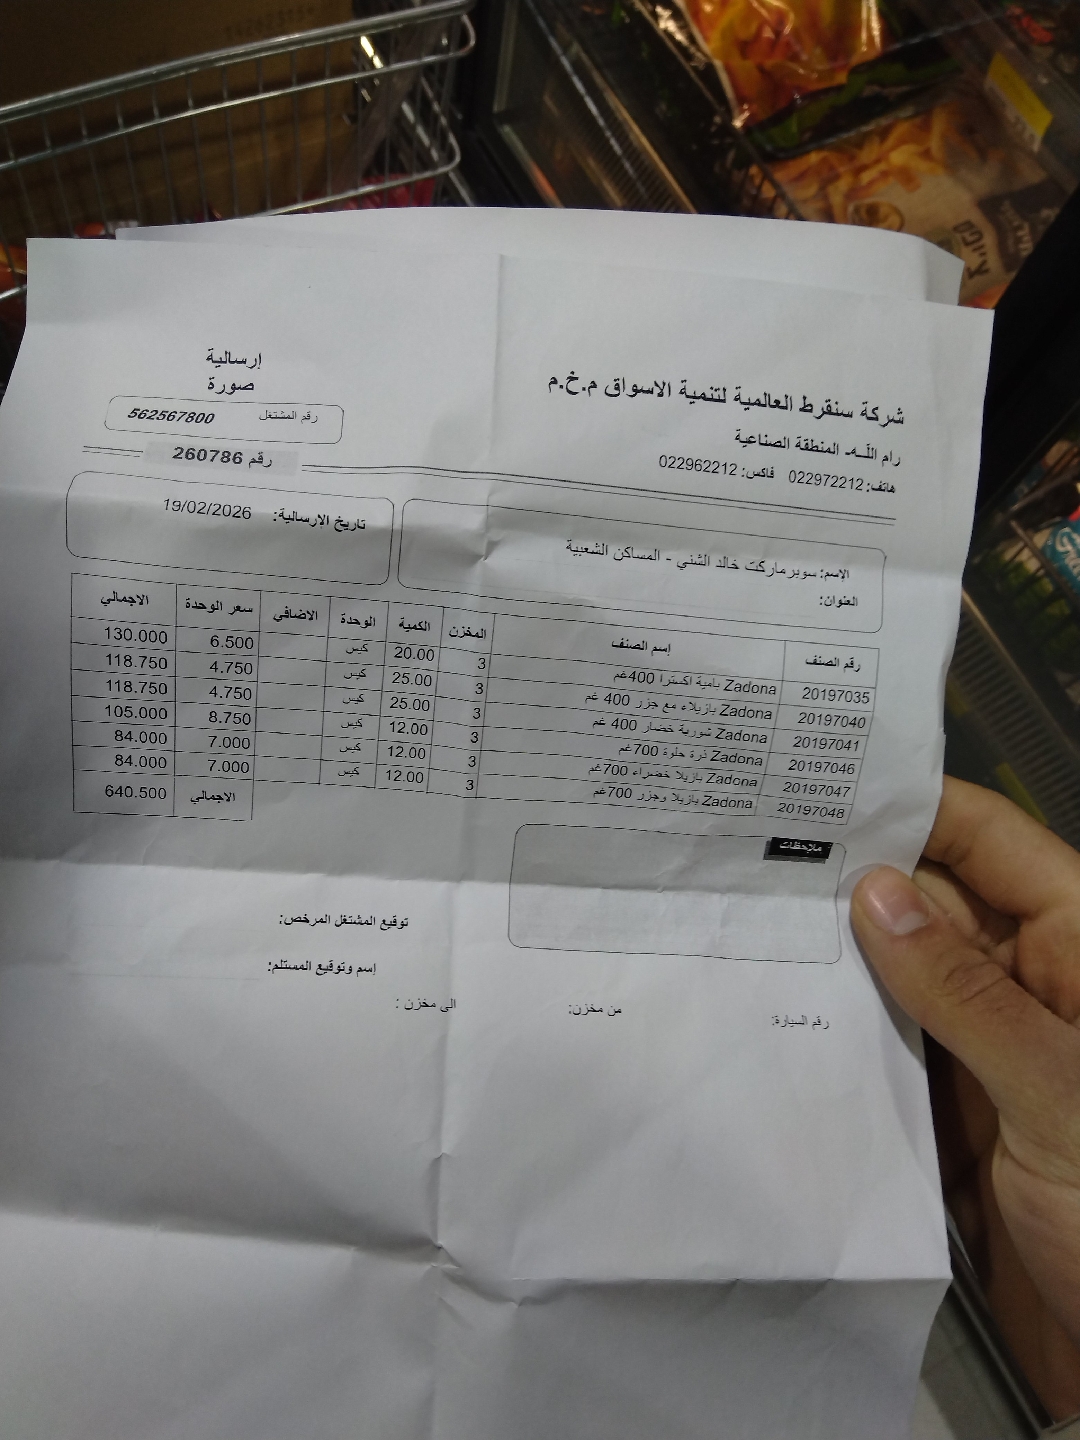 شركة سنقرط العالمية لتنمية الاسواق م.خ.م
رام اللـه- المنطقة الصناعية
هاتف: 022972212 فاكس: 022962212
إرسالية
صورة
رقم المشتغل 562567800
رقم 260786
الاسم: سوبرماركت خالد الشني - المساكن الشعبية
العنوان:
تاريخ الارسالية: 19/02/2026
رقم الصنف إسم الصنف المخزن الكمية الوحدة الاضافي سعر الوحدة الاجمالي
20197035 Zadona بامية اكسترا 400غم 3 20.00 كيس 6.500 130.000
20197040 Zadona بازيلاء مع جزر 400 غم 3 25.00 كيس 4.750 118.750
20197041 Zadona شوربة خضار 400 غم 3 25.00 كيس 4.750 118.750
20197046 Zadona ذرة حلوة 700غم 3 12.00 كيس 8.750 105.000
20197047 Zadona بازيلا خضراء 700غم 3 12.00 كيس 7.000 84.000
20197048 Zadona بازيلا وجزر 700غم 3 12.00 كيس 7.000 84.000
الاجمالي 640.500
ملاحظات
توقيع المشتغل المرخص:
إسم وتوقيع المستلم:
رقم السيارة: من مخزن: الى مخزن :